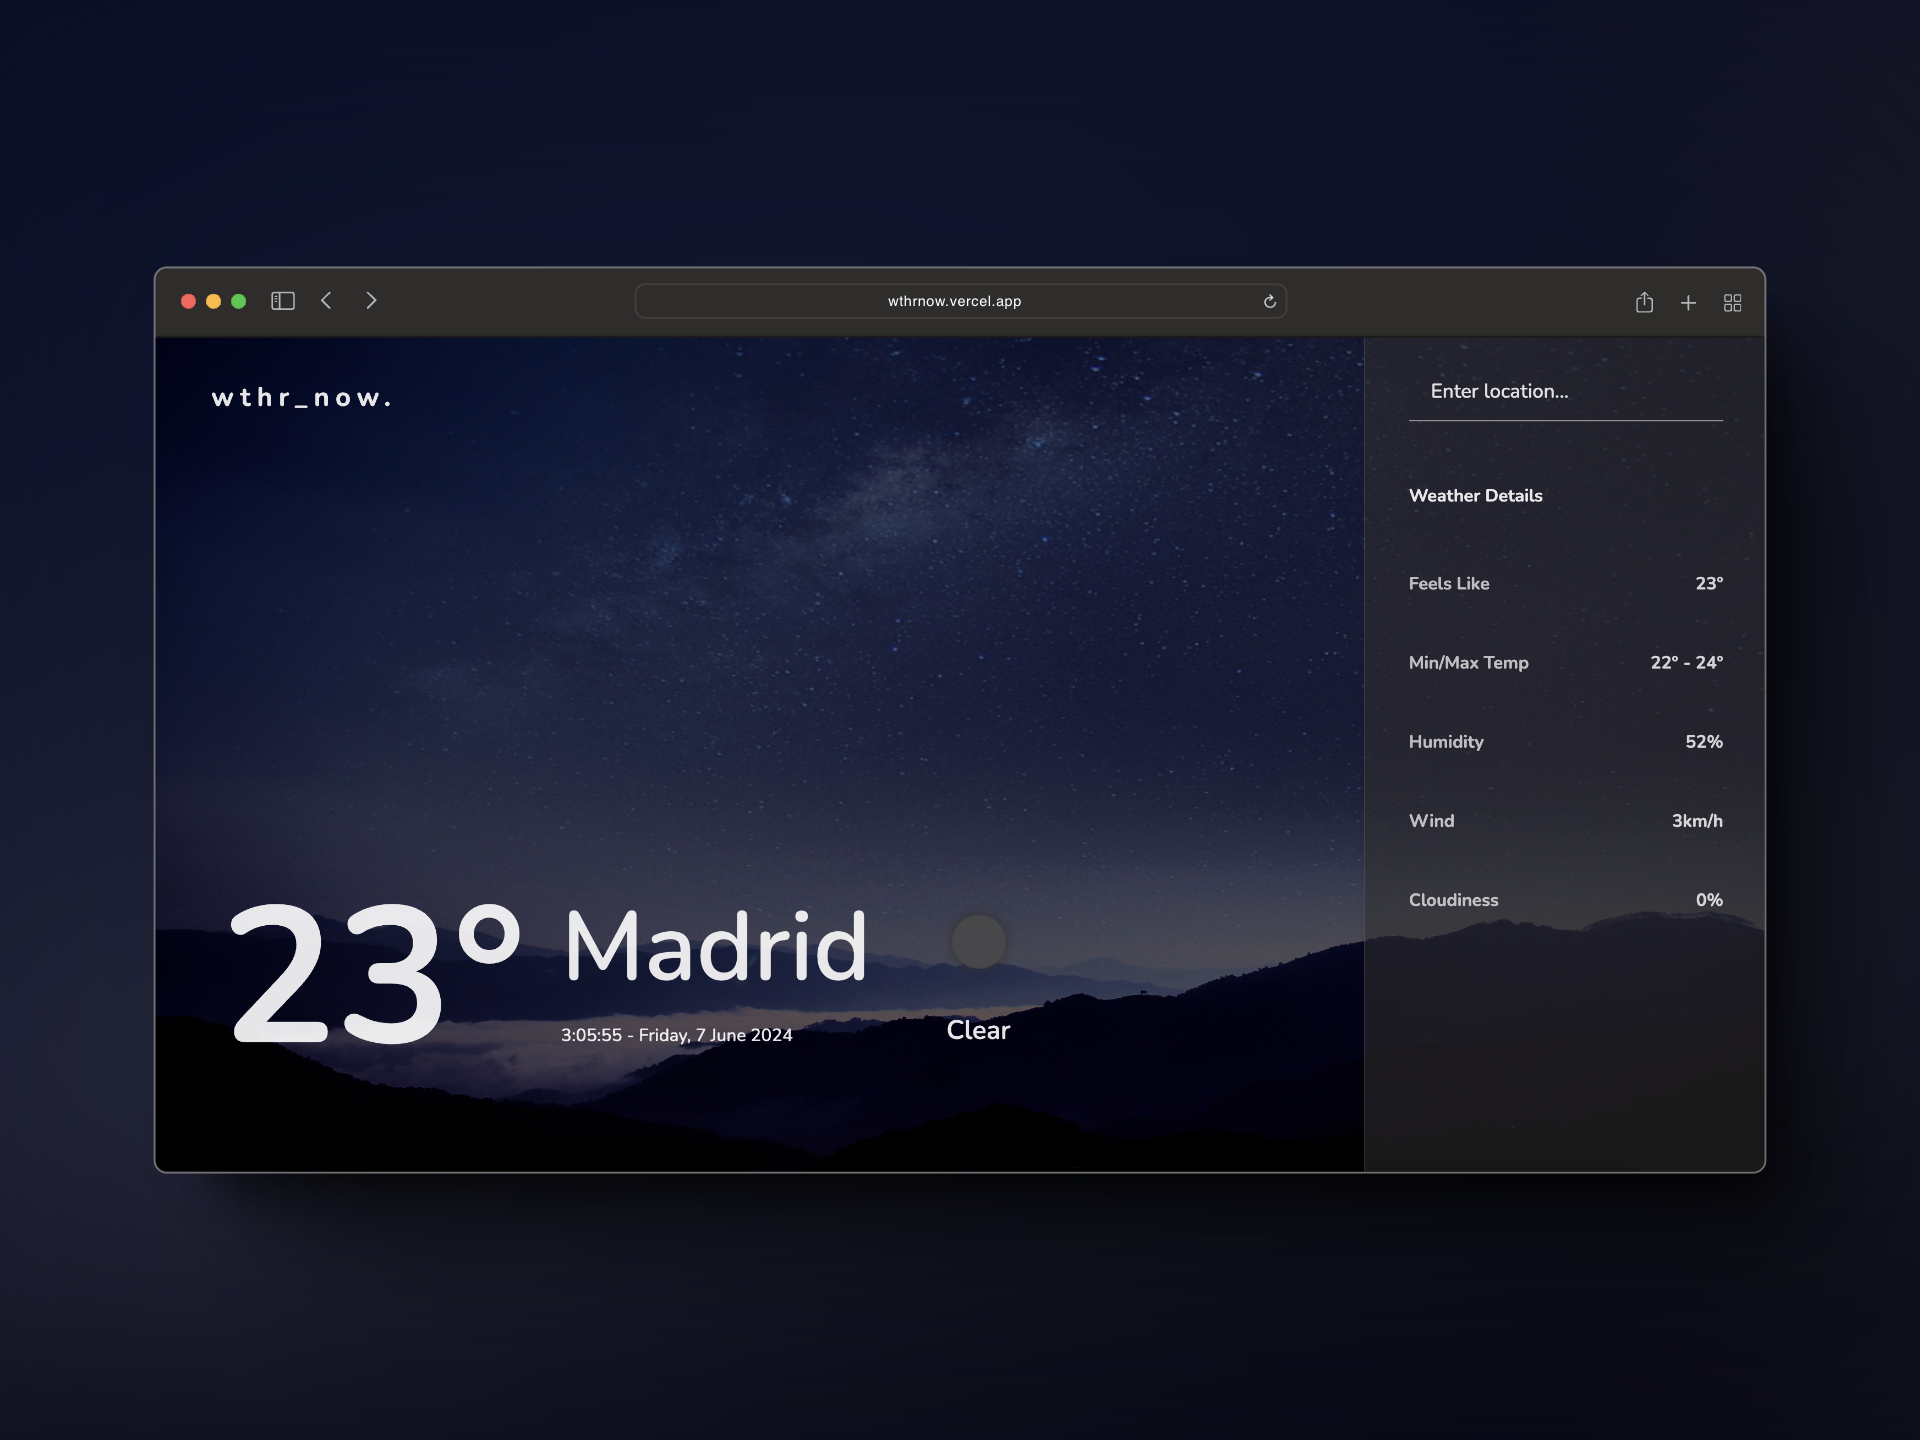 wthrnow.vercel.app
wthr_now.
Enter location...
Weather Details
Feels Like 23°
Min/Max Temp 22° - 24°
Humidity 52%
Wind 3km/h
Cloudiness 0%
23° Madrid
3:05:55 - Friday, 7 June 2024
Clear